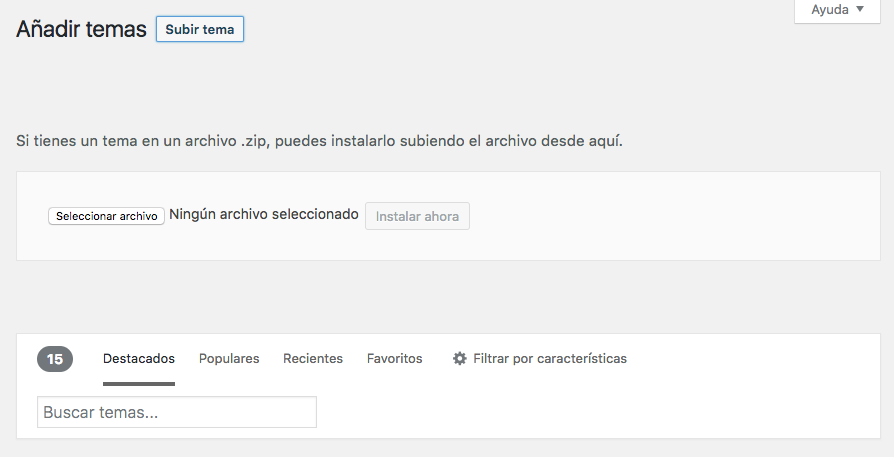 Añadir temas Subir tema Ayuda
Si tienes un tema en un archivo .zip, puedes instalarlo subiendo el archivo desde aquí.
Seleccionar archivo Ningún archivo seleccionado Instalar ahora
15 Destacados Populares Recientes Favoritos Filtrar por características
Buscar temas...